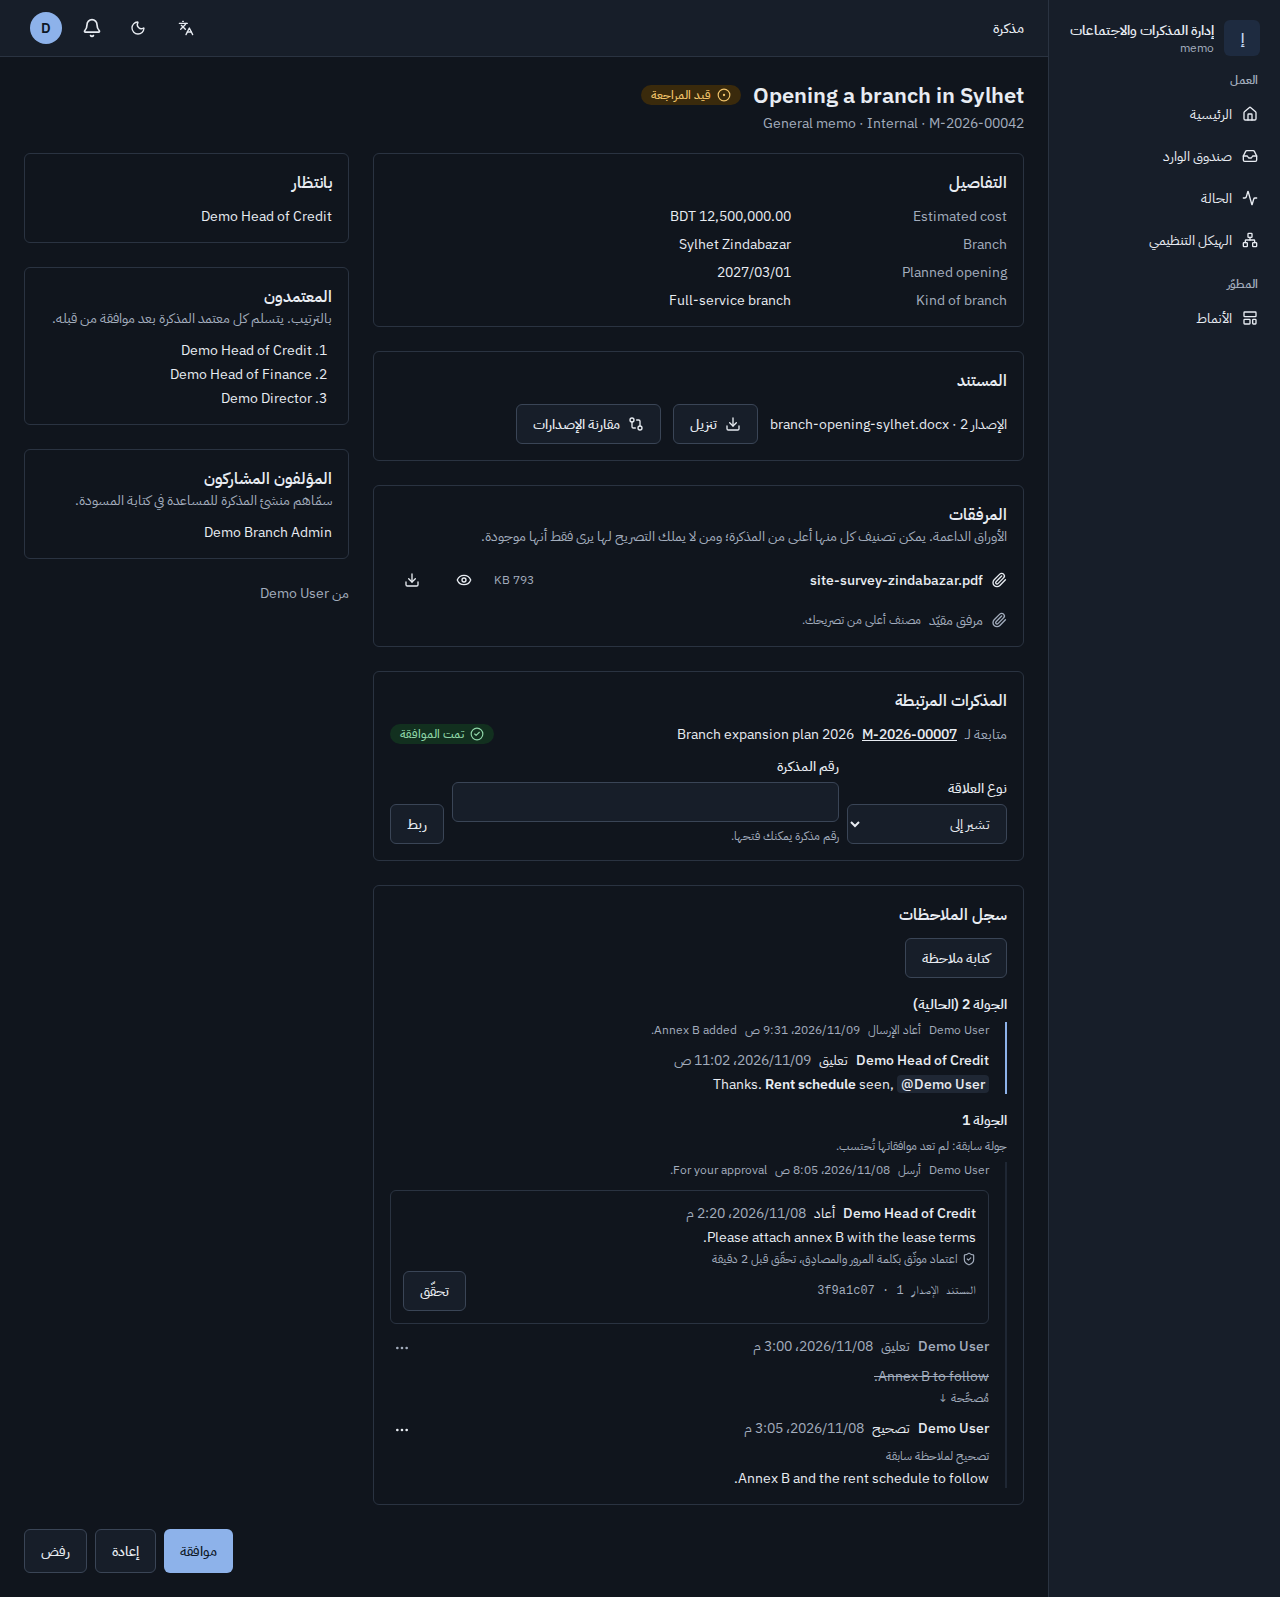 إدارة المذكرات والاجتماعات
memo
إ
العمل
الرئيسية
صندوق الوارد
الحالة
الهيكل التنظيمي
المطوّر
الأنماط
مذكرة
D
Opening a branch in Sylhet
قيد المراجعة
General memo · Internal · M-2026-00042
التفاصيل
Estimated cost
BDT 12,500,000.00
Branch
Sylhet Zindabazar
Planned opening
2027/03/01
Kind of branch
Full-service branch
المستند
الإصدار 2 · branch-opening-sylhet.docx
تنزيل
مقارنة الإصدارات
المرفقات
الأوراق الداعمة. يمكن تصنيف كل منها أعلى من المذكرة؛ ومن لا يملك التصريح لها يرى فقط أنها موجودة.
site-survey-zindabazar.pdf
793 KB
مرفق مقيّد
مصنف أعلى من تصريحك.
المذكرات المرتبطة
متابعة لـ M-2026-00007 Branch expansion plan 2026
تمت الموافقة
نوع العلاقة
تشير إلى
رقم المذكرة
رقم مذكرة يمكنك فتحها.
ربط
سجل الملاحظات
كتابة ملاحظة
الجولة 2 (الحالية)
Demo User أعاد الإرسال 2026/11/09، 9:31 ص Annex B added.
Demo Head of Credit تعليق 2026/11/09، 11:02 ص
Thanks. Rent schedule seen, @Demo User
الجولة 1
جولة سابقة: لم تعد موافقاتها تُحتسب.
Demo User أرسل 2026/11/08، 8:05 ص For your approval.
Demo Head of Credit أعاد 2026/11/08، 2:20 م
Please attach annex B with the lease terms.
اعتماد موثّق بكلمة المرور والمصادِق، تحقّق قبل 2 دقيقة
المستند الإصدار 1 · 3f9a1c07
تحقّق
Demo User تعليق 2026/11/08، 3:00 م
Annex B to follow.
مُصحَّحة ↓
Demo User تصحيح 2026/11/08، 3:05 م
تصحيح لملاحظة سابقة
Annex B and the rent schedule to follow.
بانتظار
Demo Head of Credit
المعتمدون
بالترتيب. يتسلم كل معتمد المذكرة بعد موافقة من قبله.
1. Demo Head of Credit
2. Demo Head of Finance
3. Demo Director
المؤلفون المشاركون
سمّاهم منشئ المذكرة للمساعدة في كتابة المسودة.
Demo Branch Admin
من Demo User
موافقة
إعادة
رفض